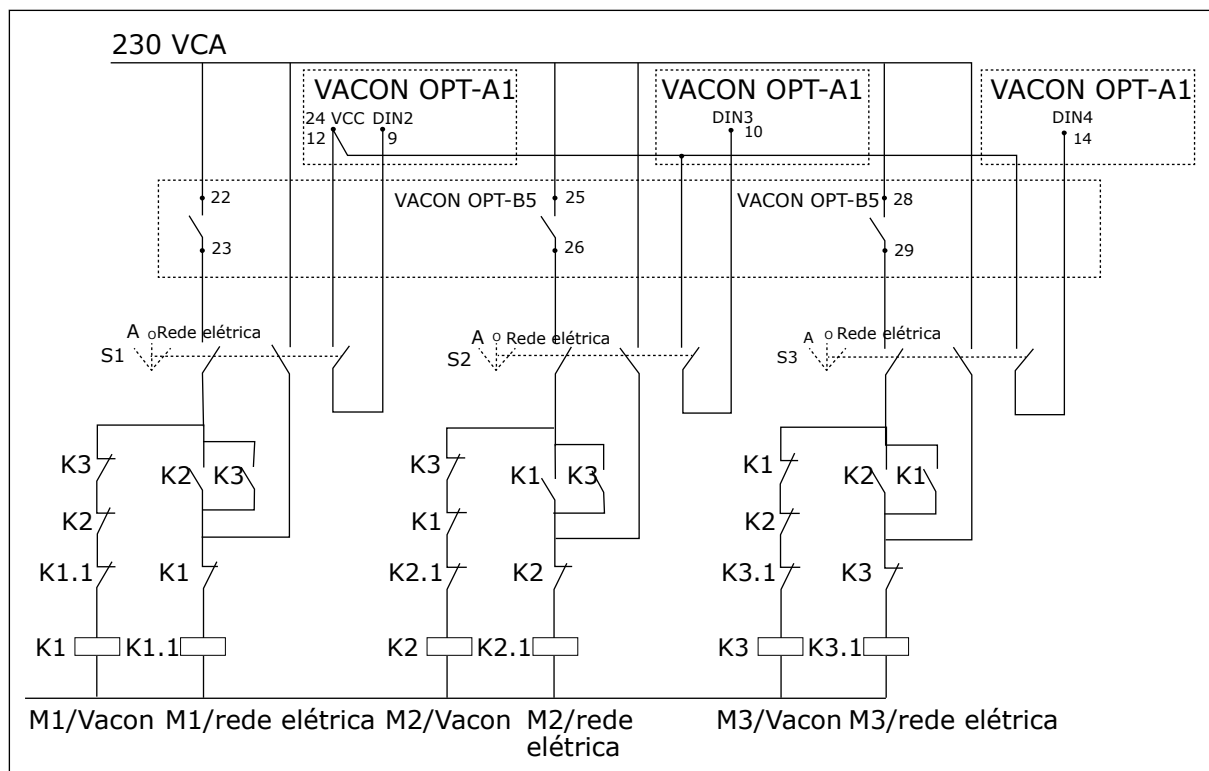 230 VCA
VACON OPT-A1
24 VCC DIN2
12 9
VACON OPT-A1
DIN3
10
VACON OPT-A1
DIN4
14
22
23
VACON OPT-B5
25
26
VACON OPT-B5
28
29
A O Rede elétrica
S1
A O Rede elétrica
S2
A O Rede elétrica
S3
K3 K2 K3
K2
K1.1 K1
K1 K1.1
K3 K1 K3
K1
K2.1 K2
K2 K2.1
K1 K2 K1
K2
K3.1 K3
K3 K3.1
M1/Vacon M1/rede elétrica M2/Vacon M2/rede
elétrica
M3/Vacon M3/rede elétrica